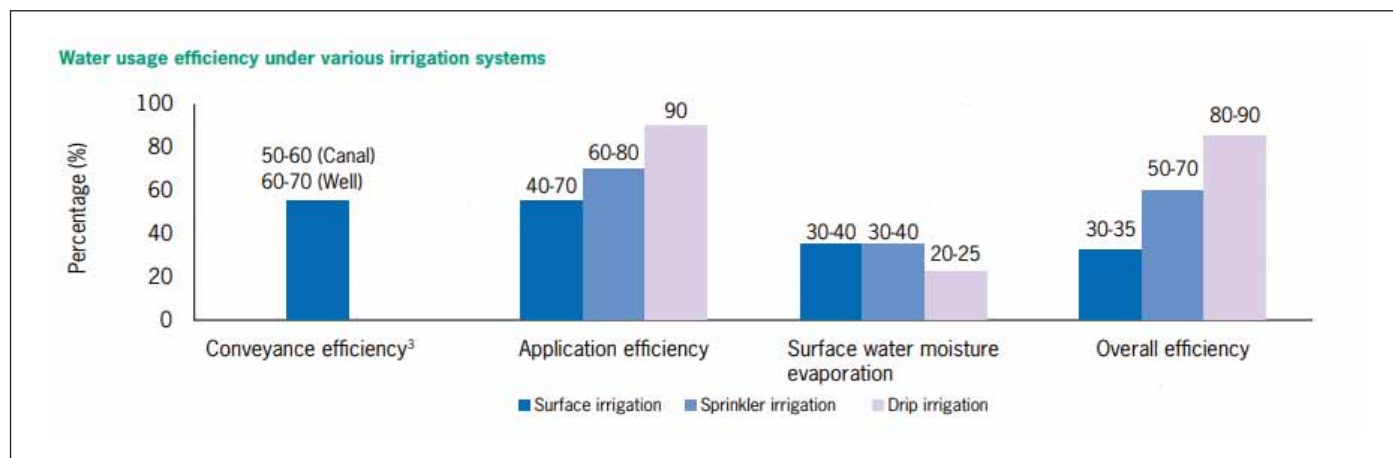 Water usage efficiency under various irrigation systems
Percentage (%)
100
80
60
40
20
0
50-60 (Canal)
60-70 (Well)
40-70
60-80
90
30-40
30-40
20-25
30-35
50-70
80-90
Conveyance efficiency³
Application efficiency
Surface water moisture
evaporation
Overall efficiency
Surface irrigation
Sprinkler irrigation
Drip irrigation